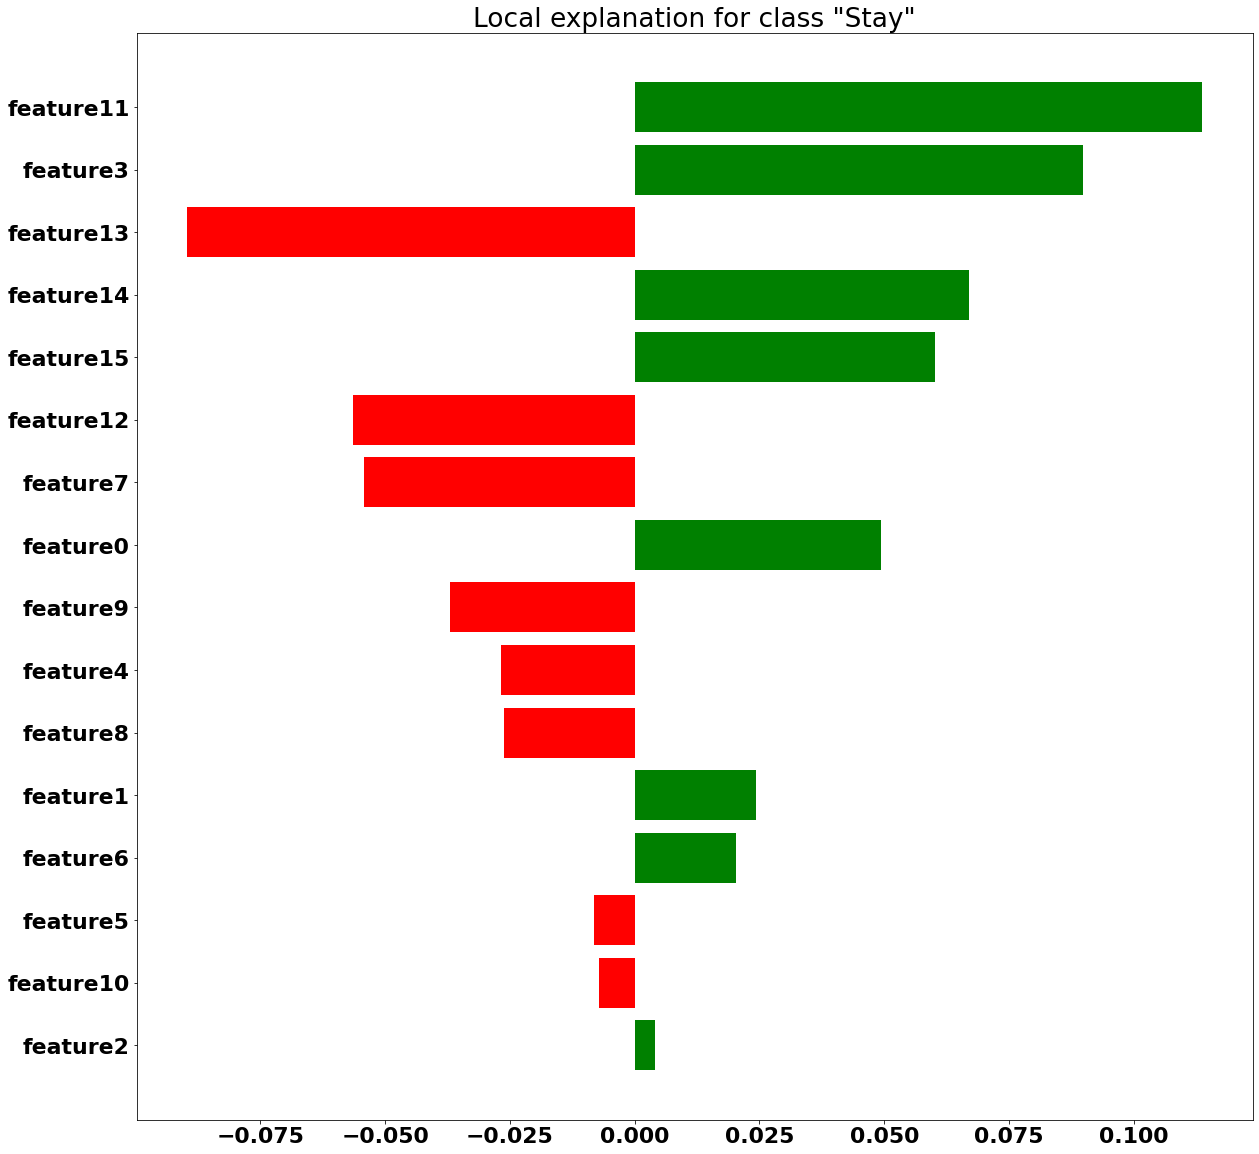 Local explanation for class "Stay"
feature11
feature3
feature13
feature14
feature15
feature12
feature7
feature0
feature9
feature4
feature8
feature1
feature6
feature5
feature10
feature2
−0.075 −0.050 −0.025 0.000 0.025 0.050 0.075 0.100